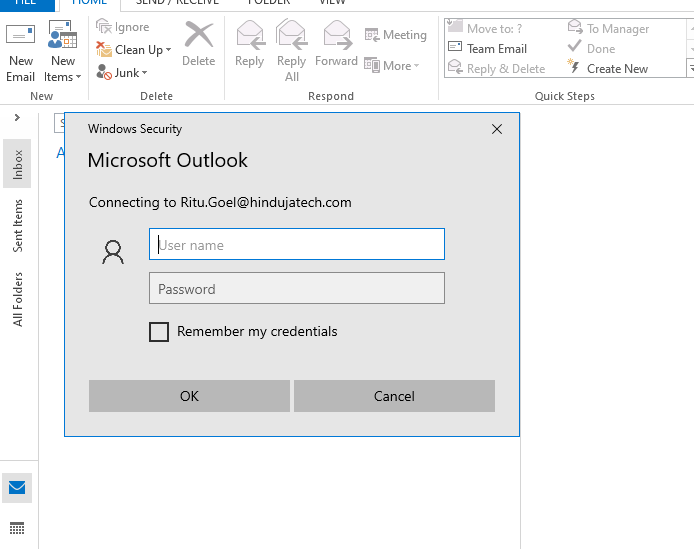 FILE HOME SEND / RECEIVE FOLDER VIEW
New Email
New Items
New
Ignore
Clean Up
Junk
Delete
Delete
Reply
Reply All
Forward
Meeting
More
Respond
Move to: ?
Team Email
Reply & Delete
To Manager
Done
Create New
Quick Steps
Inbox
Sent Items
All Folders
Windows Security
Microsoft Outlook
Connecting to Ritu.Goel@hindujatech.com
User name
Password
Remember my credentials
OK
Cancel